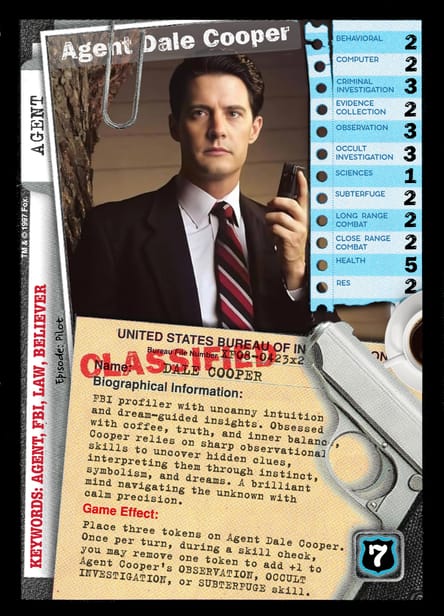 Agent Dale Cooper
AGENT
TM & © 1997 Fox.
KEYWORDS: AGENT, FBI, LAW, BELIEVER
Episode: Pilot
BEHAVIORAL 2
COMPUTER 2
CRIMINAL INVESTIGATION 3
EVIDENCE COLLECTION 2
OBSERVATION 3
OCCULT INVESTIGATION 3
SCIENCES 1
SUBTERFUGE 2
LONG RANGE COMBAT 2
CLOSE RANGE COMBAT 2
HEALTH 5
RES 2
UNITED STATES BUREAU OF IN ON
Bureau File Number XF08-0423x2
CLASSIFIED
Name: DALE COOPER
Biographical Information:
FBI profiler with uncanny intuition
and dream-guided insights. Obsessed
with coffee, truth, and inner balance,
Cooper relies on sharp observational
skills to uncover hidden clues,
interpreting them through instinct,
symbolism, and dreams. A brilliant
mind navigating the unknown with
calm precision.
Game Effect:
Place three tokens on Agent Dale Cooper.
Once per turn, during a skill check,
you may remove one token to add +1 to
Agent Cooper's OBSERVATION, OCCULT
INVESTIGATION, or SUBTERFUGE skill.
7